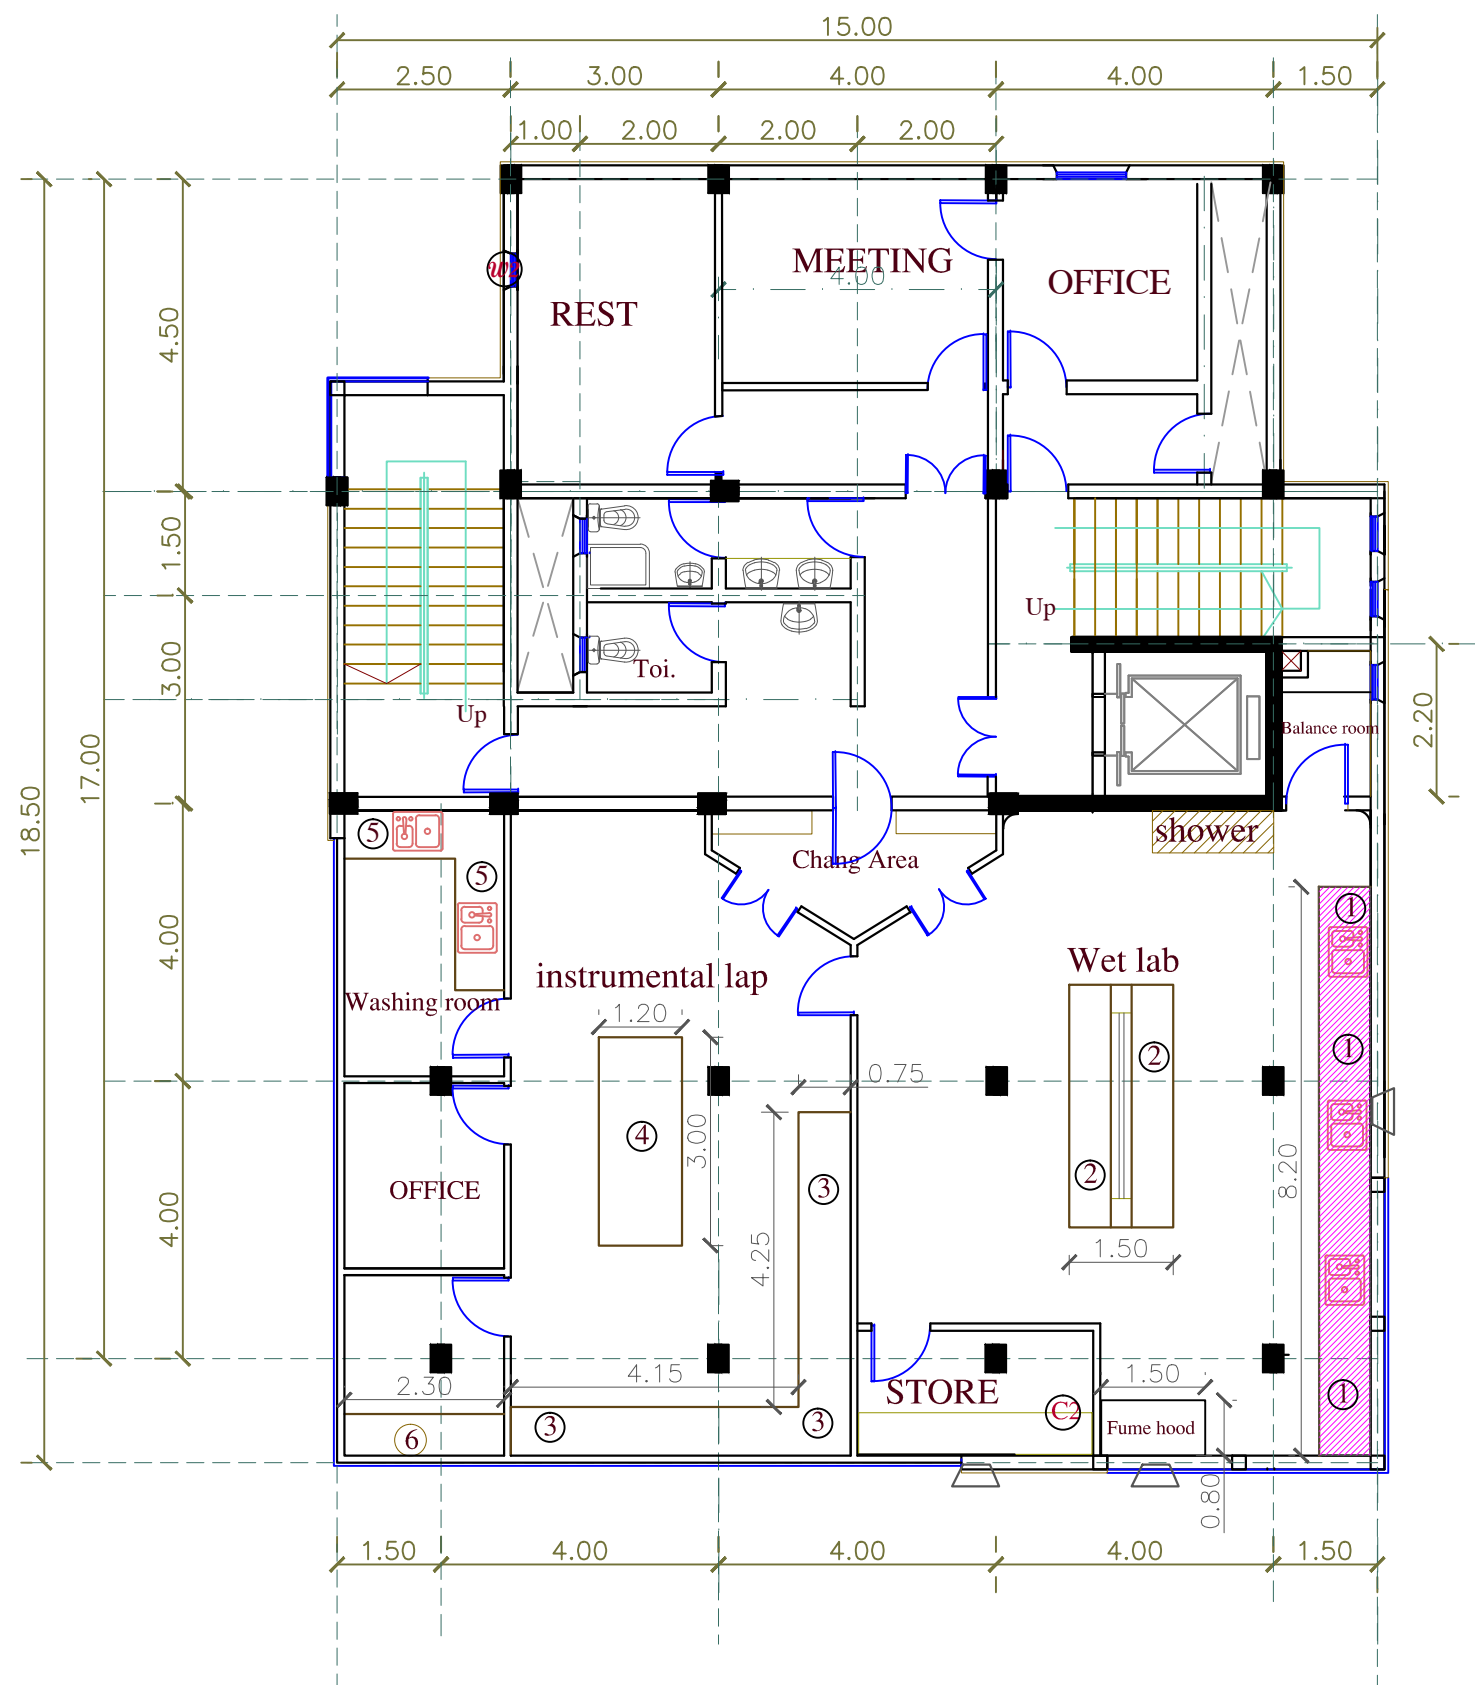 15.00
2.50
3.00
4.00
4.00
1.50
1.00
2.00
2.00
2.00
MEETING
4.00
OFFICE
W2
REST
4.50
1.50
3.00
17.00
18.50
Up
Toi.
Up
2.20
Balance room
5
shower
Chang Area
5
1
Wet lab
instrumental lap
Washing room
4.00
1.20
1
2
0.75
4
3.00
2
3
8.20
OFFICE
4.00
4.25
1.50
4.15
2.30
STORE
1.50
1
C2
3
3
6
Fume hood
0.80
1.50
4.00
4.00
4.00
1.50